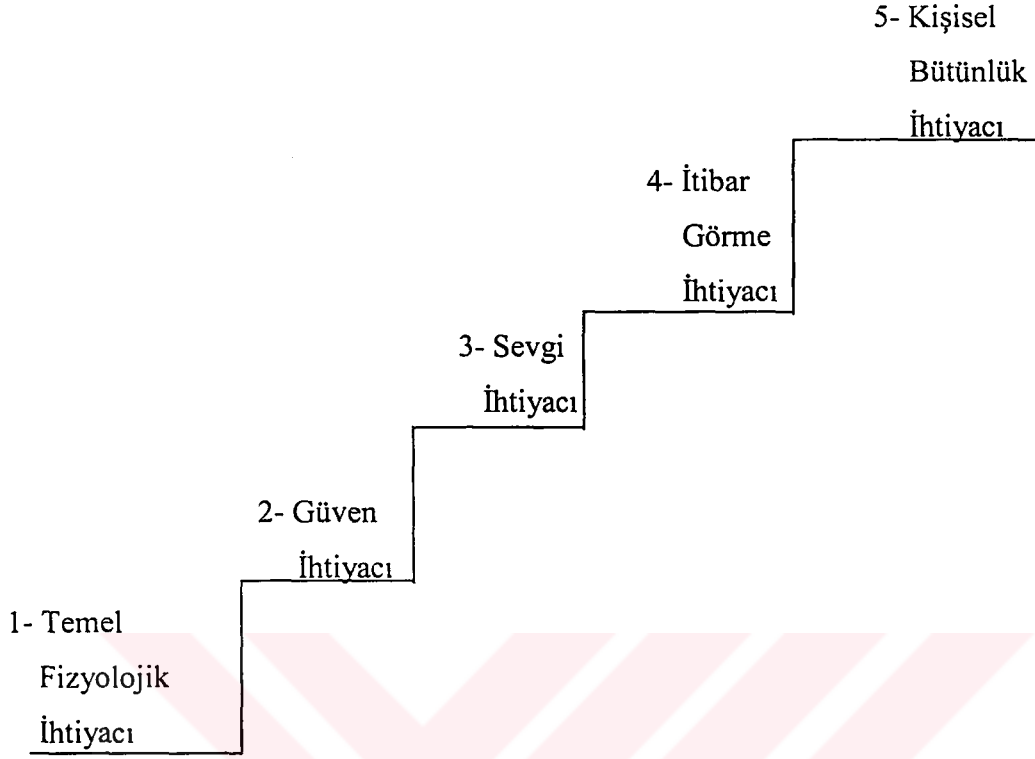 5- Kişisel
Bütünlük
İhtiyacı
4- İtibar
Görme
İhtiyacı
3- Sevgi
İhtiyacı
2- Güven
İhtiyacı
1- Temel
Fizyolojik
İhtiyacı